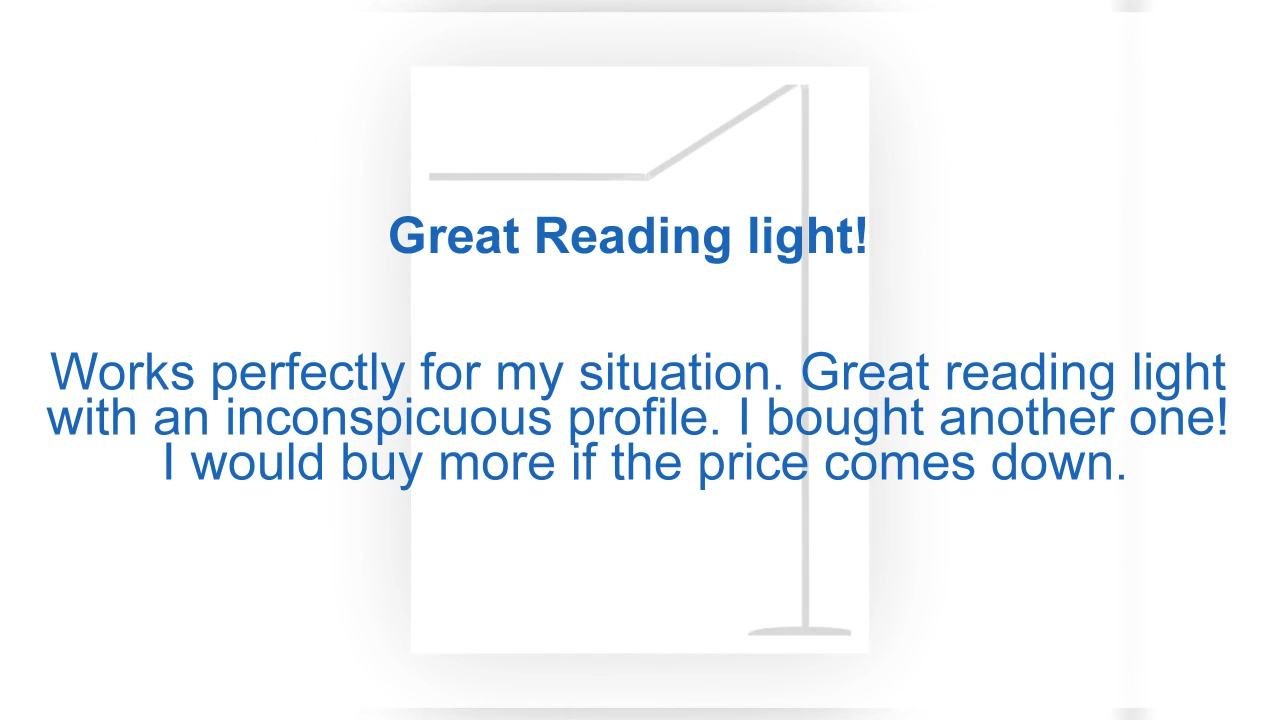 Great Reading light!
Works perfectly for my situation. Great reading light
with an inconspicuous profile. I bought another one!
I would buy more if the price comes down.